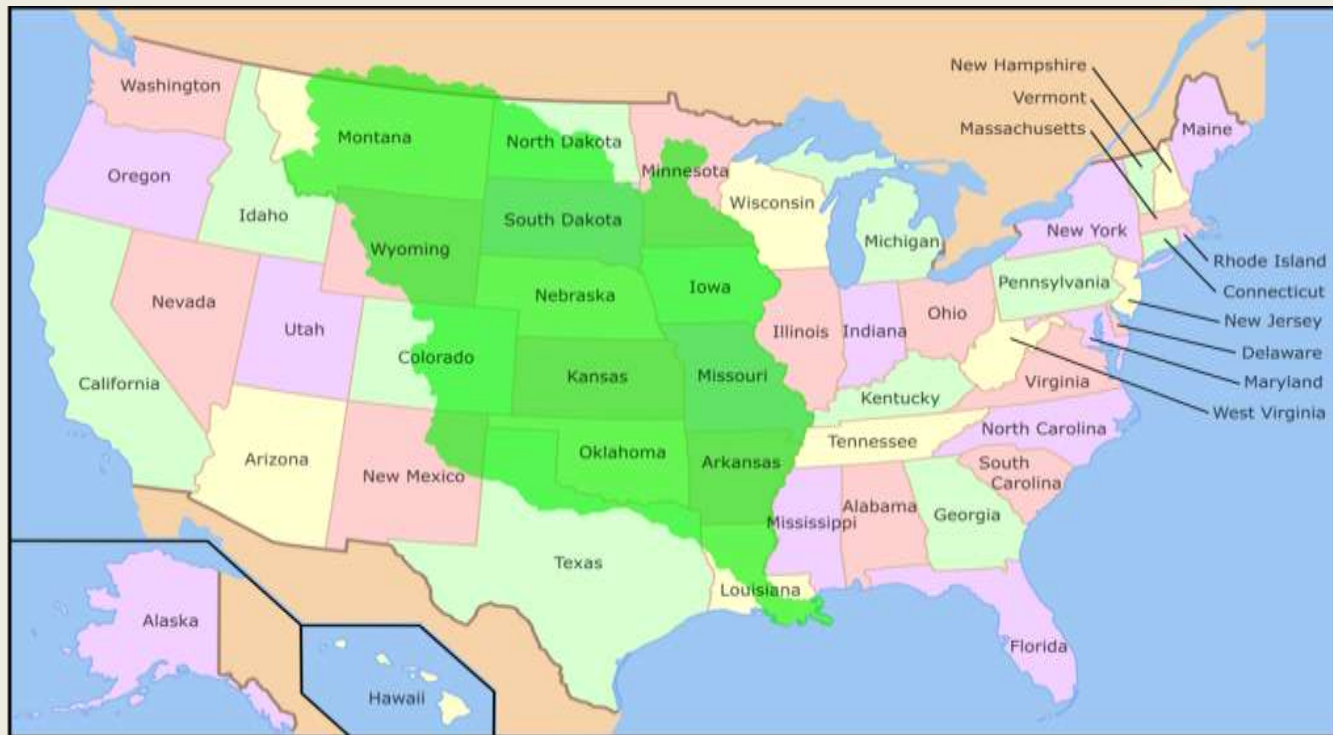 New Hampshire
Washington
Vermont
Massachusetts
Maine
Montana
North Dakota
Minnesota
Oregon
Wisconsin
Idaho
South Dakota
New York
Michigan
Wyoming
Rhode Island
Pennsylvania
Connecticut
Nebraska
Iowa
Nevada
Ohio
New Jersey
Utah
Illinois
Indiana
Colorado
Delaware
Kansas
Missouri
California
Virginia
Maryland
Kentucky
West Virginia
North Carolina
Tennessee
Arizona
Oklahoma
Arkansas
South
Carolina
New Mexico
Alabama
Georgia
Mississippi
Texas
Louisiana
Alaska
Florida
Hawaii